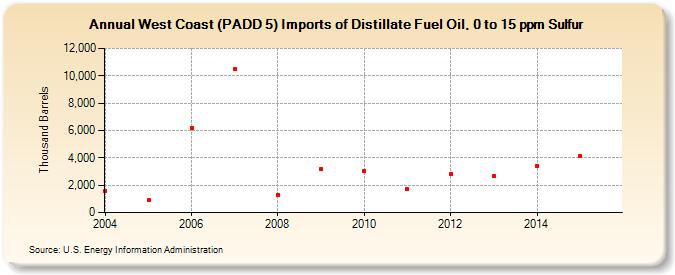 Annual West Coast (PADD 5) Imports of Distillate Fuel Oil, 0 to 15 ppm Sulfur
Thousand Barrels
12,000
10,000
8,000
6,000
4,000
2,000
0
2004 2006 2008 2010 2012 2014
Source: U.S. Energy Information Administration